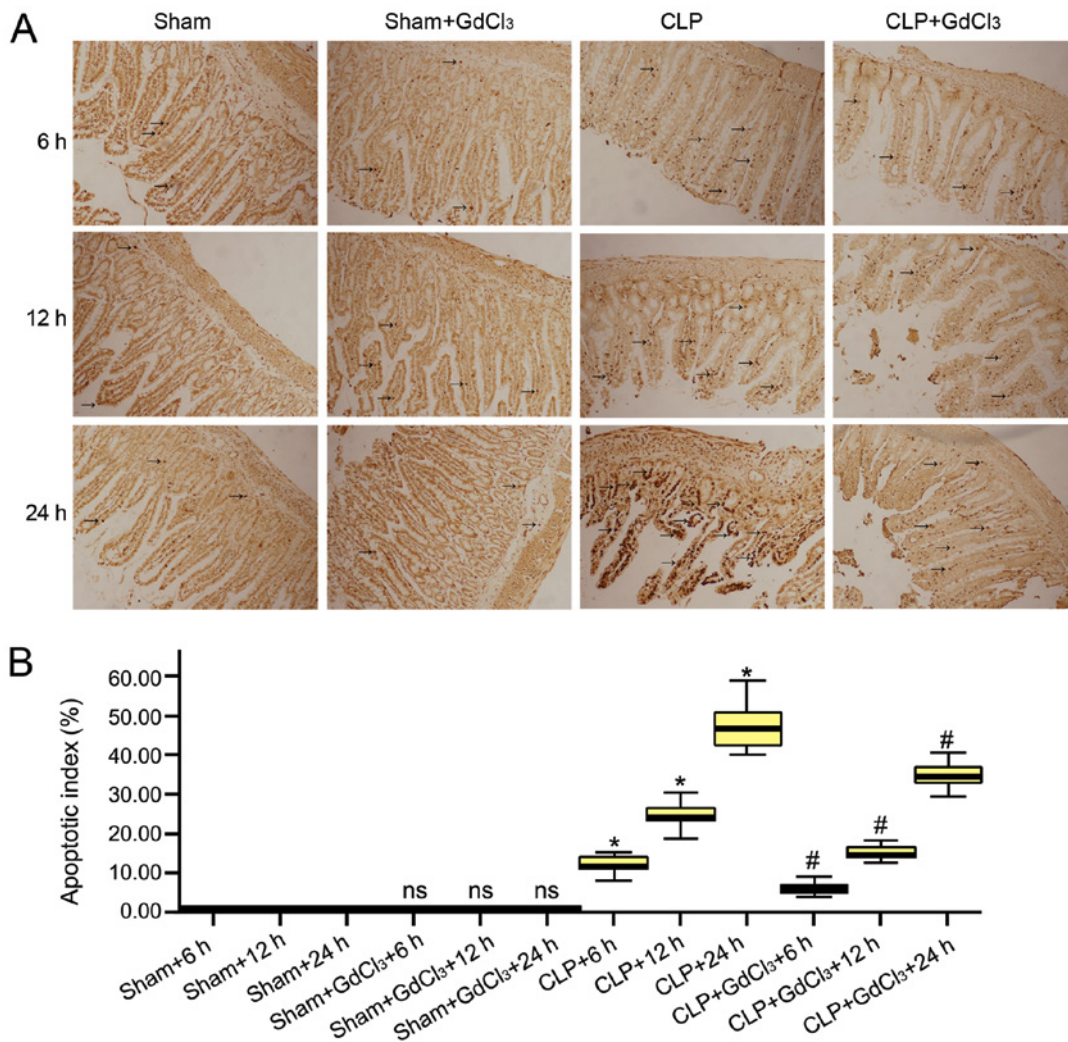 A
Sham Sham+GdCl₃ CLP CLP+GdCl₃
6 h
12 h
24 h
B
Apoptotic index (%)
60.00
50.00
40.00
30.00
20.00
10.00
0.00
ns ns ns * * * # # #
Sham+6 h
Sham+12 h
Sham+24 h
Sham+GdCl₃+6 h
Sham+GdCl₃+12 h
Sham+GdCl₃+24 h
CLP+6 h
CLP+12 h
CLP+24 h
CLP+GdCl₃+6 h
CLP+GdCl₃+12 h
CLP+GdCl₃+24 h